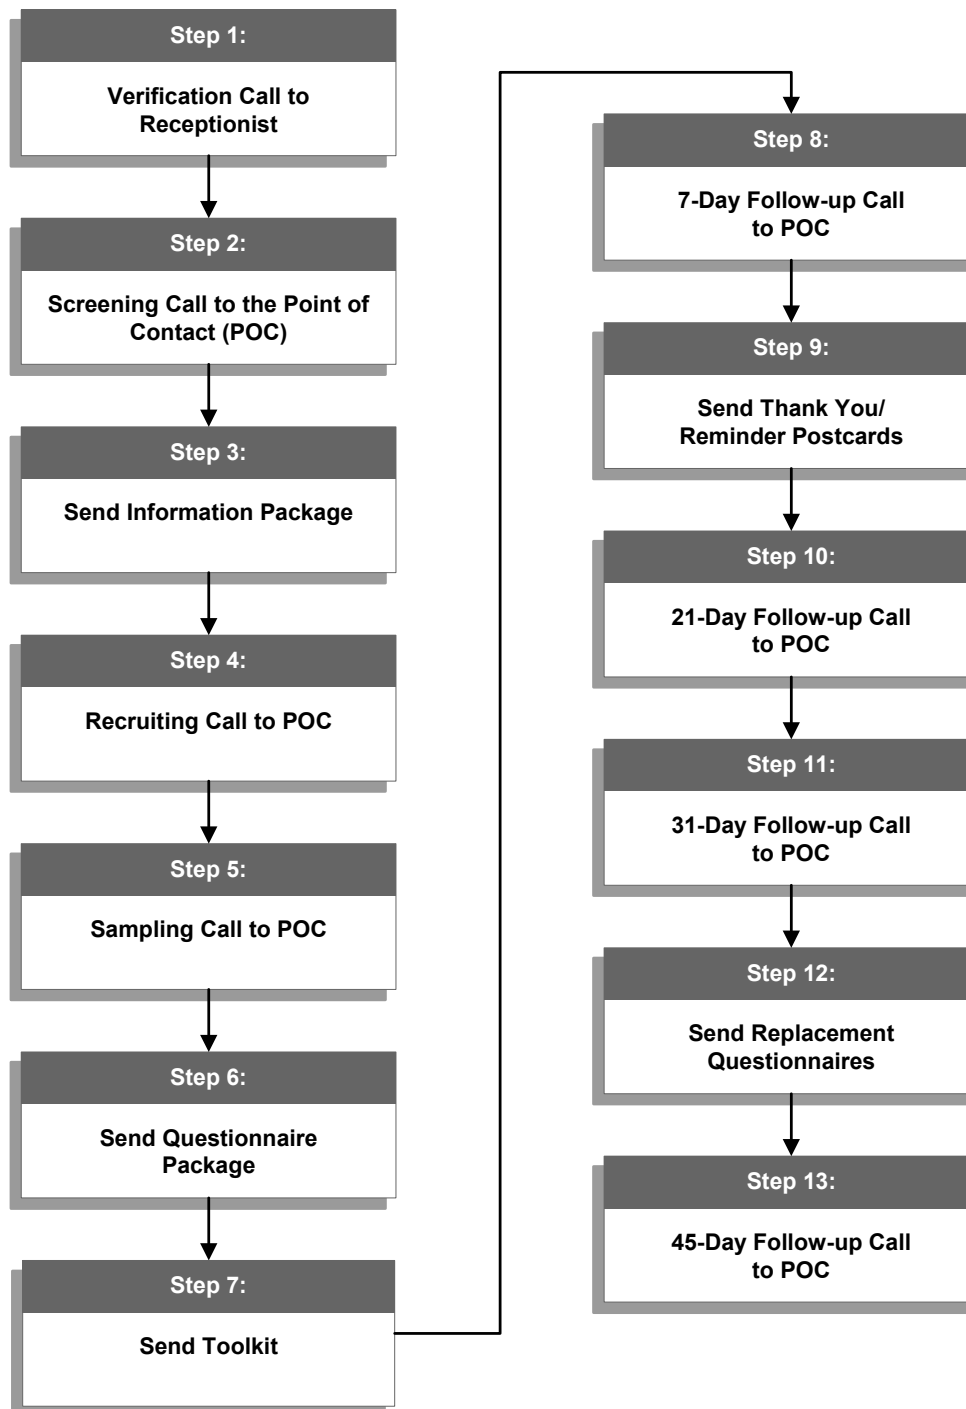 Step 1:
Verification Call to
Receptionist
Step 2:
Screening Call to the Point of
Contact (POC)
Step 3:
Send Information Package
Step 4:
Recruiting Call to POC
Step 5:
Sampling Call to POC
Step 6:
Send Questionnaire
Package
Step 7:
Send Toolkit
Step 8:
7-Day Follow-up Call
to POC
Step 9:
Send Thank You/
Reminder Postcards
Step 10:
21-Day Follow-up Call
to POC
Step 11:
31-Day Follow-up Call
to POC
Step 12:
Send Replacement
Questionnaires
Step 13:
45-Day Follow-up Call
to POC